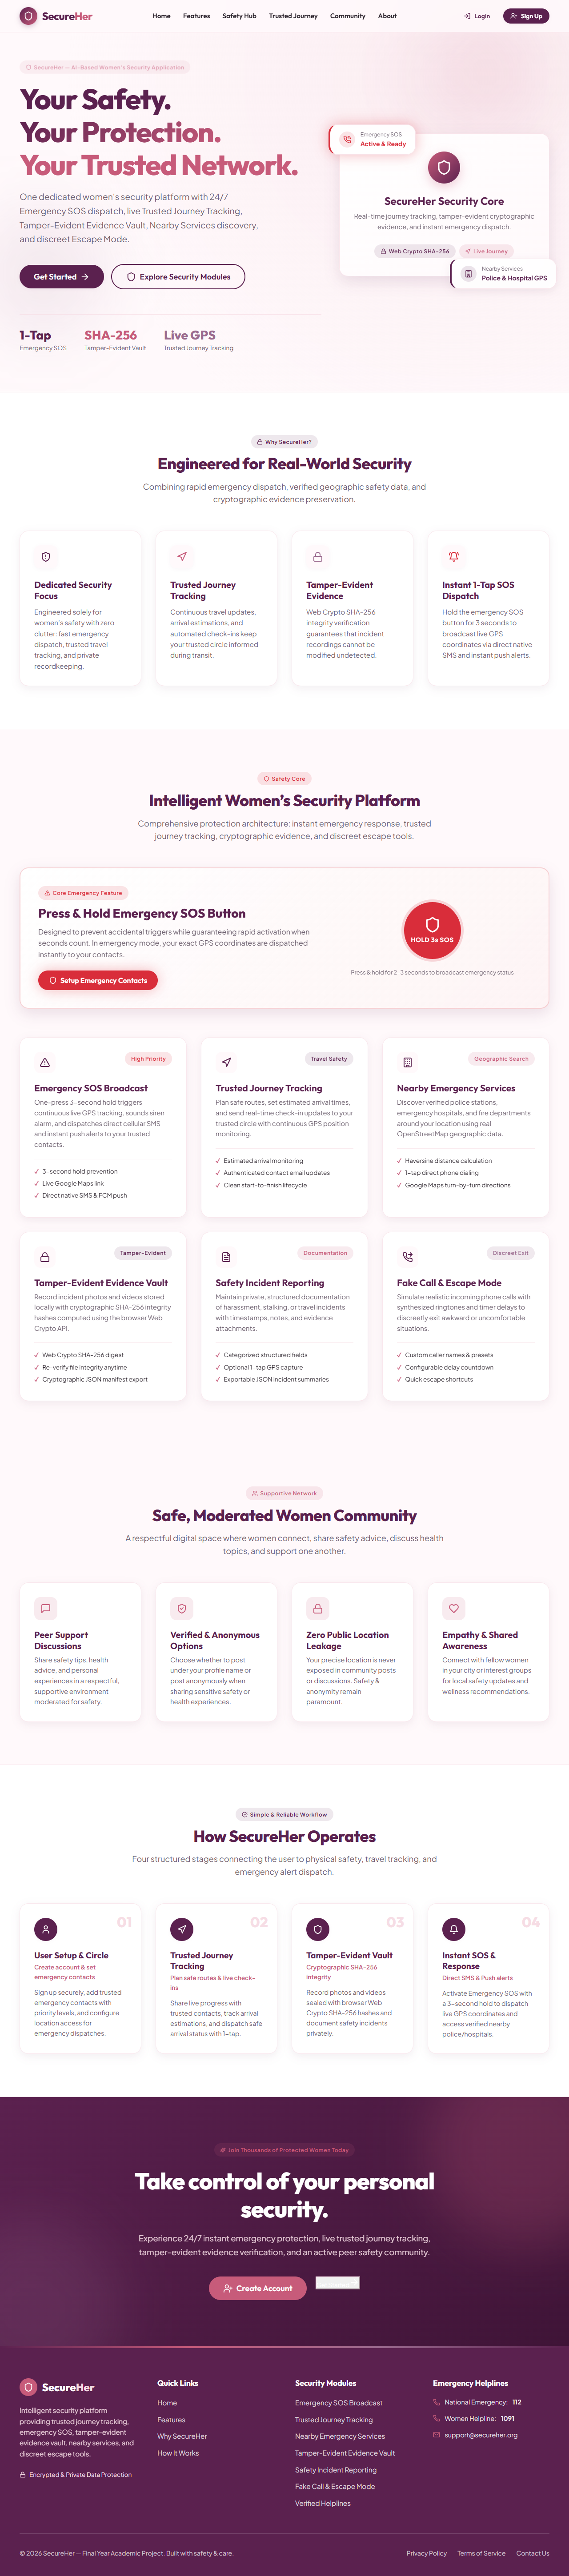 SecureHer
Home Features Safety Hub Trusted Journey Community About
Login
Sign Up
SecureHer — AI-Based Women's Security Application
Your Safety.
Your Protection.
Your Trusted Network.
One dedicated women's security platform with 24/7
Emergency SOS dispatch, live Trusted Journey Tracking,
Tamper-Evident Evidence Vault, Nearby Services discovery,
and discreet Escape Mode.
Get Started
Explore Security Modules
1-Tap
Emergency SOS
SHA-256
Tamper-Evident Vault
Live GPS
Trusted Journey Tracking
Emergency SOS
Active & Ready
SecureHer Security Core
Real-time journey tracking, tamper-evident cryptographic
evidence, and instant emergency dispatch.
Web Crypto SHA-256
Live Journey
Nearby Services
Police & Hospital GPS
Why SecureHer?
Engineered for Real-World Security
Combining rapid emergency dispatch, verified geographic safety data, and
cryptographic evidence preservation.
Dedicated Security
Focus
Engineered solely for
women's safety with zero
clutter: fast emergency
dispatch, trusted travel
tracking, and private
recordkeeping.
Trusted Journey
Tracking
Continuous travel updates,
arrival estimations, and
automated check-ins keep
your trusted circle informed
during transit.
Tamper-Evident
Evidence
Web Crypto SHA-256
integrity verification
guarantees that incident
recordings cannot be
modified undetected.
Instant 1-Tap SOS
Dispatch
Hold the emergency SOS
button for 3 seconds to
broadcast live GPS
coordinates via direct native
SMS and instant push alerts.
Safety Core
Intelligent Women's Security Platform
Comprehensive protection architecture: instant emergency response, trusted
journey tracking, cryptographic evidence, and discreet escape tools.
Core Emergency Feature
Press & Hold Emergency SOS Button
Designed to prevent accidental triggers while guaranteeing rapid activation when
seconds count. In emergency mode, your exact GPS coordinates are dispatched
instantly to your contacts.
Setup Emergency Contacts
HOLD 3s SOS
Press & hold for 2-3 seconds to broadcast emergency status
High Priority
Emergency SOS Broadcast
One-press 3-second hold triggers
continuous live GPS tracking, sounds siren
alarm, and dispatches direct cellular SMS
and instant push alerts to your trusted
contacts.
3-second hold prevention
Live Google Maps link
Direct native SMS & FCM push
Travel Safety
Trusted Journey Tracking
Plan safe routes, set estimated arrival times,
and send real-time check-in updates to your
trusted circle with continuous GPS position
monitoring.
Estimated arrival monitoring
Authenticated contact email updates
Clean start-to-finish lifecycle
Geographic Search
Nearby Emergency Services
Discover verified police stations,
emergency hospitals, and fire departments
around your location using real
OpenStreetMap geographic data.
Haversine distance calculation
1-tap direct phone dialing
Google Maps turn-by-turn directions
Tamper-Evident
Tamper-Evident Evidence Vault
Record incident photos and videos stored
locally with cryptographic SHA-256 integrity
hashes computed using the browser Web
Crypto API.
Web Crypto SHA-256 digest
Re-verify file integrity anytime
Cryptographic JSON manifest export
Documentation
Safety Incident Reporting
Maintain private, structured documentation
of harassment, stalking, or travel incidents
with timestamps, notes, and evidence
attachments.
Categorized structured fields
Optional 1-tap GPS capture
Exportable JSON incident summaries
Discreet Exit
Fake Call & Escape Mode
Simulate realistic incoming phone calls with
synthesized ringtones and timer delays to
discreetly exit awkward or uncomfortable
situations.
Custom caller names & presets
Configurable delay countdown
Quick escape shortcuts
Supportive Network
Safe, Moderated Women Community
A respectful digital space where women connect, share safety advice, discuss health
topics, and support one another.
Peer Support
Discussions
Share safety tips, health
advice, and personal
experiences in a respectful,
supportive environment
moderated for safety.
Verified & Anonymous
Options
Choose whether to post
under your profile name or
post anonymously when
sharing sensitive safety or
health experiences.
Zero Public Location
Leakage
Your precise location is never
exposed in community posts
or discussions. Safety &
anonymity remain
paramount.
Empathy & Shared
Awareness
Connect with fellow women
in your city or interest groups
for local safety updates and
wellness recommendations.
Simple & Reliable Workflow
How SecureHer Operates
Four structured stages connecting the user to physical safety, travel tracking, and
emergency alert dispatch.
01
User Setup & Circle
Create account & set
emergency contacts
Sign up securely, add trusted
emergency contacts with
priority levels, and configure
location access for
emergency dispatches.
02
Trusted Journey
Tracking
Plan safe routes & live check-
ins
Share live progress with
trusted contacts, track arrival
estimations, and dispatch safe
arrival status with 1-tap.
03
Tamper-Evident Vault
Cryptographic SHA-256
integrity
Record photos and videos
sealed with browser Web
Crypto SHA-256 hashes and
document safety incidents
privately.
04
Instant SOS &
Response
Direct SMS & Push alerts
Activate Emergency SOS with
a 3-second hold to dispatch
live GPS coordinates and
access verified nearby
police/hospitals.
Join Thousands of Protected Women Today
Take control of your personal
security.
Experience 24/7 instant emergency protection, live trusted journey tracking,
tamper-evident evidence verification, and an active peer safety community.
Create Account
SecureHer
Intelligent security platform
providing trusted journey tracking,
emergency SOS, tamper-evident
evidence vault, nearby services, and
discreet escape tools.
Encrypted & Private Data Protection
Quick Links
Home
Features
Why SecureHer
How It Works
Security Modules
Emergency SOS Broadcast
Trusted Journey Tracking
Nearby Emergency Services
Tamper-Evident Evidence Vault
Safety Incident Reporting
Fake Call & Escape Mode
Verified Helplines
Emergency Helplines
National Emergency: 112
Women Helpline: 1091
support@secureher.org
© 2026 SecureHer — Final Year Academic Project. Built with safety & care.
Privacy Policy Terms of Service Contact Us